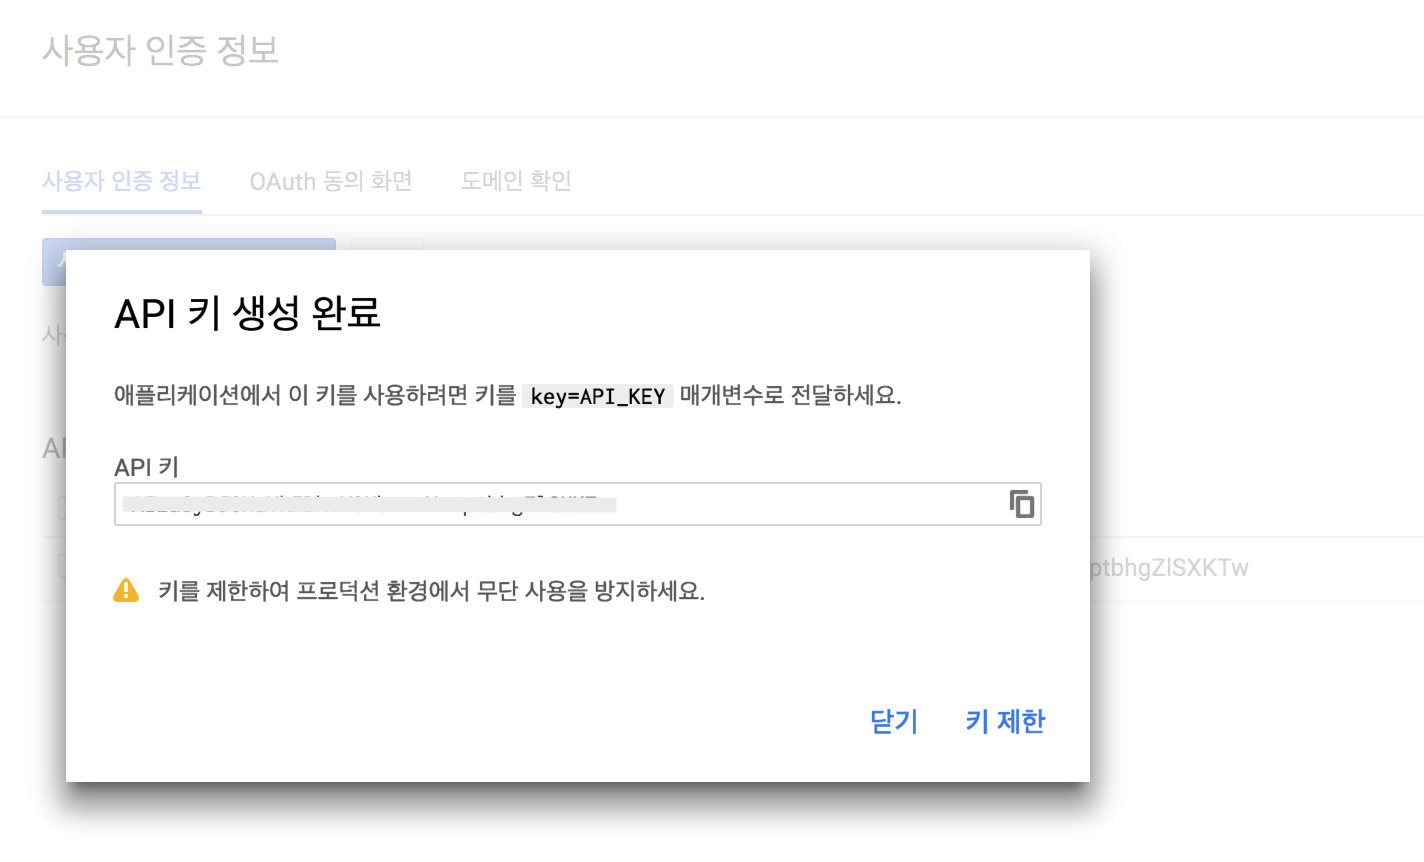 사용자 인증 정보
사용자 인증 정보 OAuth 동의 화면 도메인 확인
API 키 생성 완료
애플리케이션에서 이 키를 사용하려면 키를 key=API_KEY 매개변수로 전달하세요.
API 키
키를 제한하여 프로덕션 환경에서 무단 사용을 방지하세요.
닫기 키 제한